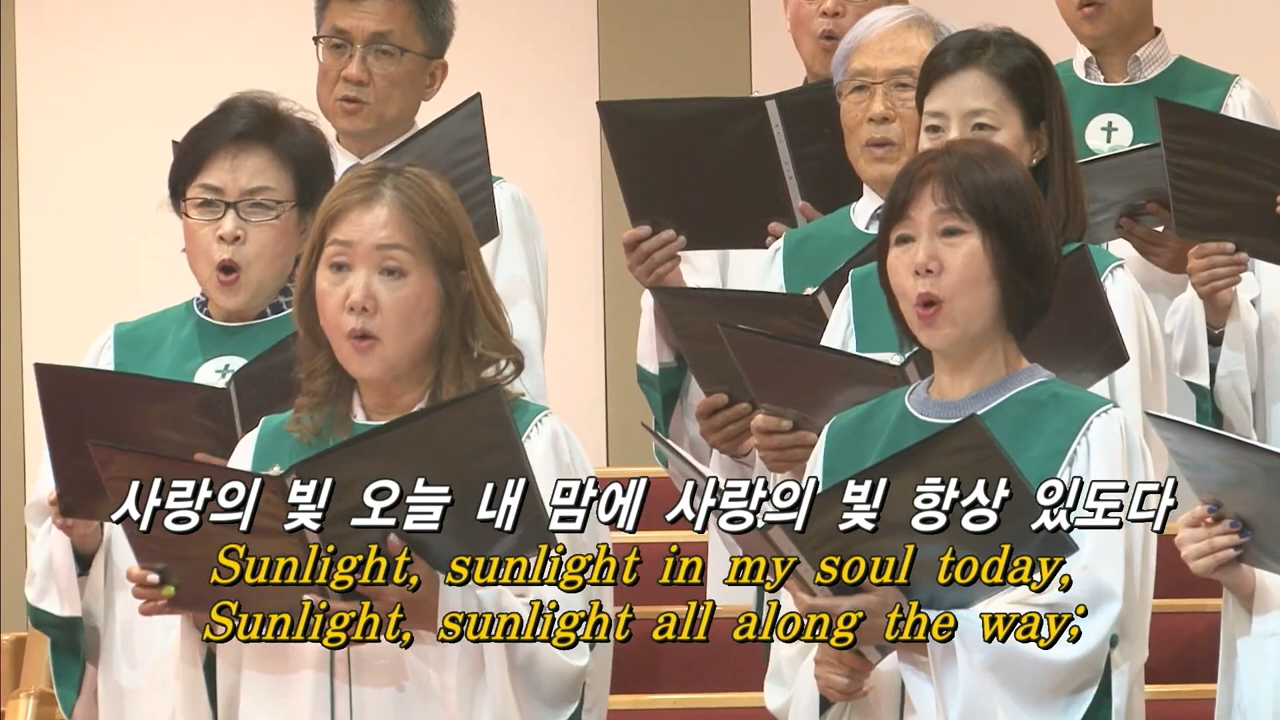 사랑의 빛 오늘 내 맘에 사랑의 빛 항상 있도다
Sunlight, sunlight in my soul today,
Sunlight, sunlight all along the way;